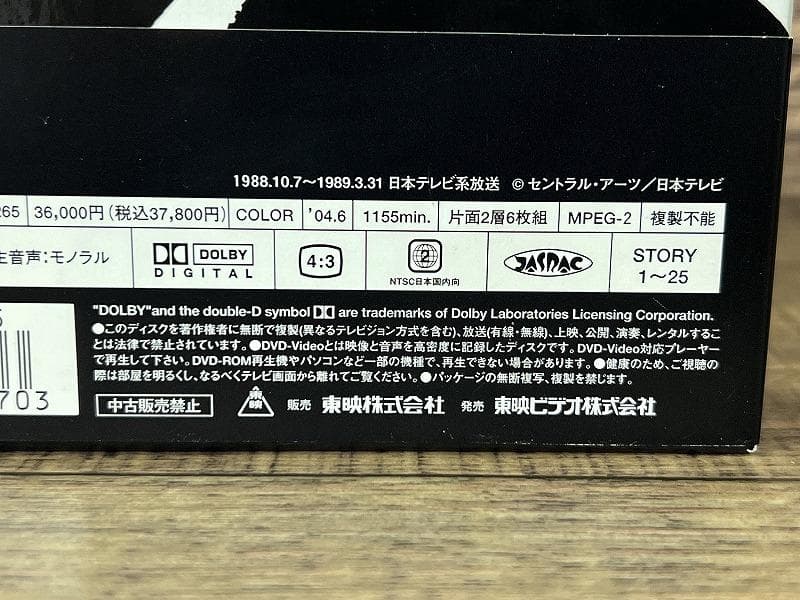 1988.10.7〜1989.3.31 日本テレビ系放送 © セントラル・アーツ／日本テレビ
265 36,000円（税込37,800円） COLOR '04.6 1155min. 片面2層6枚組 MPEG-2 複製不能
主音声：モノラル DOLBY DIGITAL 4:3 2 NTSC日本国内向 JASRAC STORY 1〜25
"DOLBY"and the double-D symbol are trademarks of Dolby Laboratories Licensing Corporation.
●このディスクを著作権者に無断で複製(異なるテレビジョン方式を含む)、放送(有線・無線)、上映、公開、演奏、レンタルするこ
とは法律で禁止されています。●DVD-Videoとは映像と音声を高密度に記録したディスクです。DVD-Video対応プレーヤー
で再生して下さい。DVD-ROM再生機やパソコンなど一部の機種で、再生できない場合があります。●健康のため、ご視聴の
際は部屋を明るくし、なるべくテレビ画面から離れてご覧ください。●パッケージの無断複写、複製を禁じます。
703
中古販売禁止 東映 販売 東映株式会社 発売 東映ビデオ株式会社